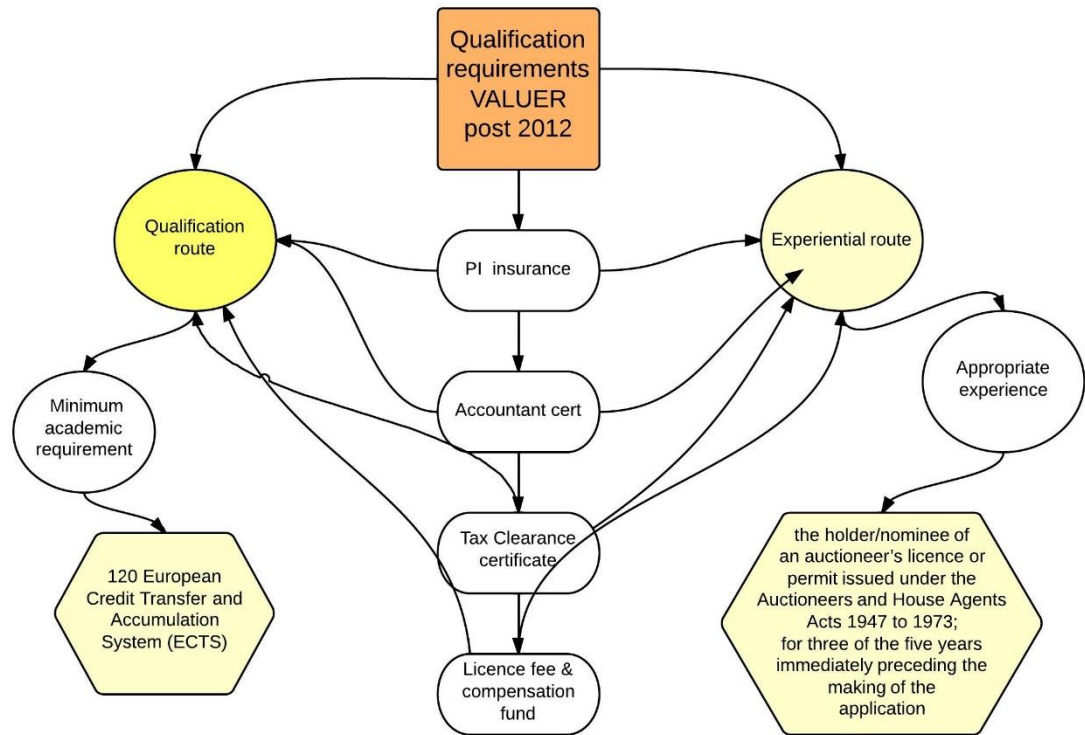 Qualification
requirements
VALUER
post 2012
Qualification
route
PI  insurance
Experiential route
Accountant cert
Minimum
academic
requirement
Appropriate
experience
Tax Clearance
certificate
120 European
Credit Transfer and
Accumulation
System (ECTS)
the holder/nominee of
an auctioneer’s licence or
permit issued under the
Auctioneers and House Agents
Acts 1947 to 1973;
for three of the five years
immediately preceding the
making of the
application
Licence fee &
compensation
fund